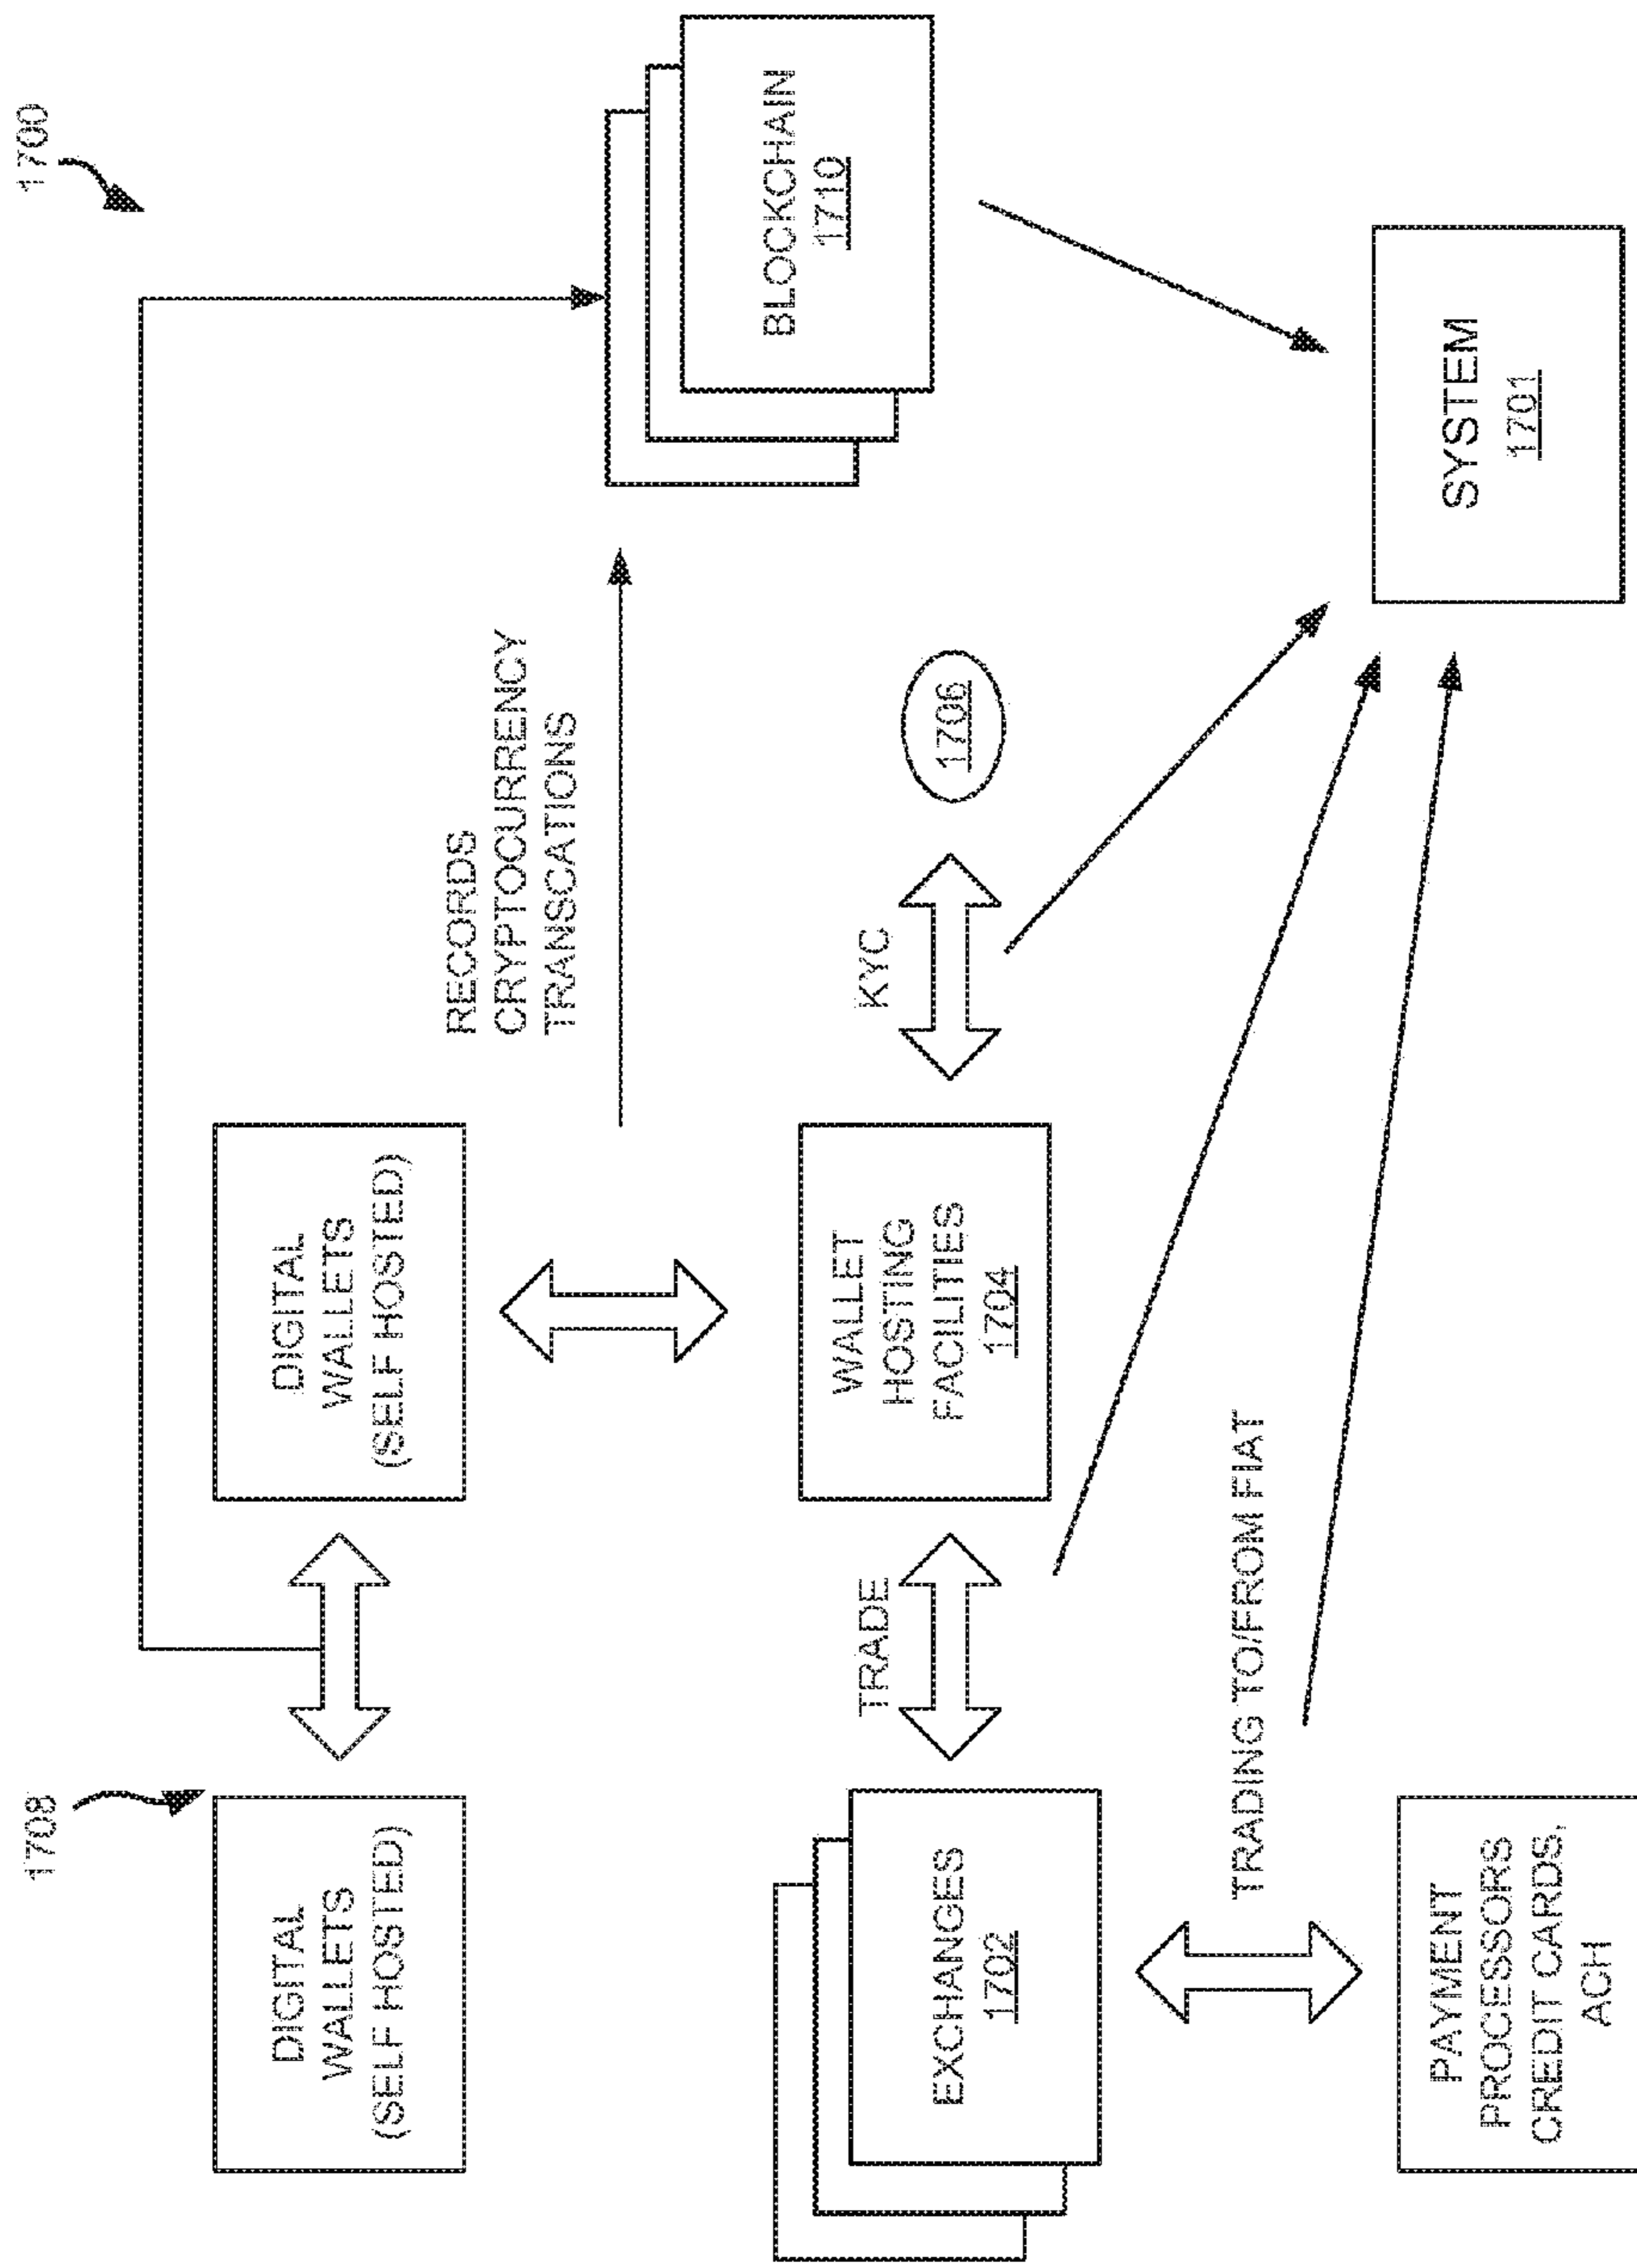 1700
1708
DIGITAL
WALLETS
(SELF HOSTED)
DIGITAL
WALLETS
(SELF HOSTED)
RECORDS
CRYPTOCURRENCY
TRANSCATIONS
BLOCKCHAIN
1710
EXCHANGES
1702
TRADE
WALLET
HOSTING
FACILITIES
1704
KYC
1706
TRADING TO/FROM FIAT
PAYMENT
PROCESSORS
CREDIT CARDS,
ACH
SYSTEM
1701